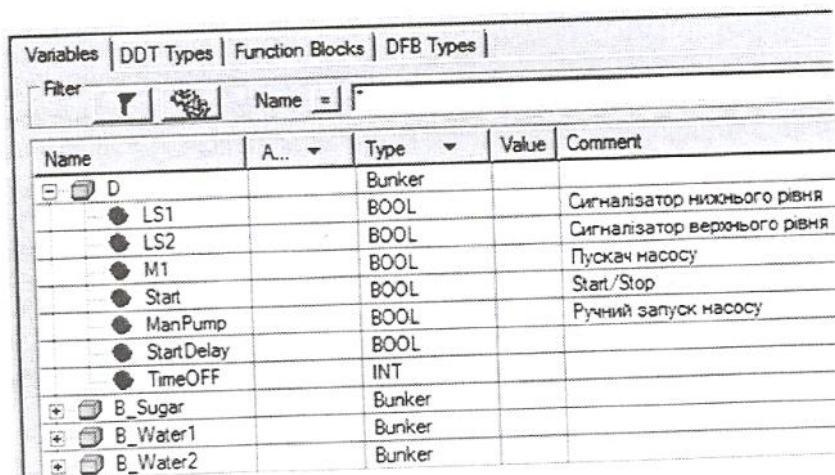 Variables DDT Types Function Blocks DFB Types
Filter Name =
Name A... Type Value Comment
D Bunker
LS1 BOOL Сигналізатор нижнього рівня
LS2 BOOL Сигналізатор верхнього рівня
M1 BOOL Пускач насосу
Start BOOL Start/Stop
ManPump BOOL Ручний запуск насосу
StartDelay BOOL
TimeOFF INT
B_Sugar Bunker
B_Water1 Bunker
B_Water2 Bunker